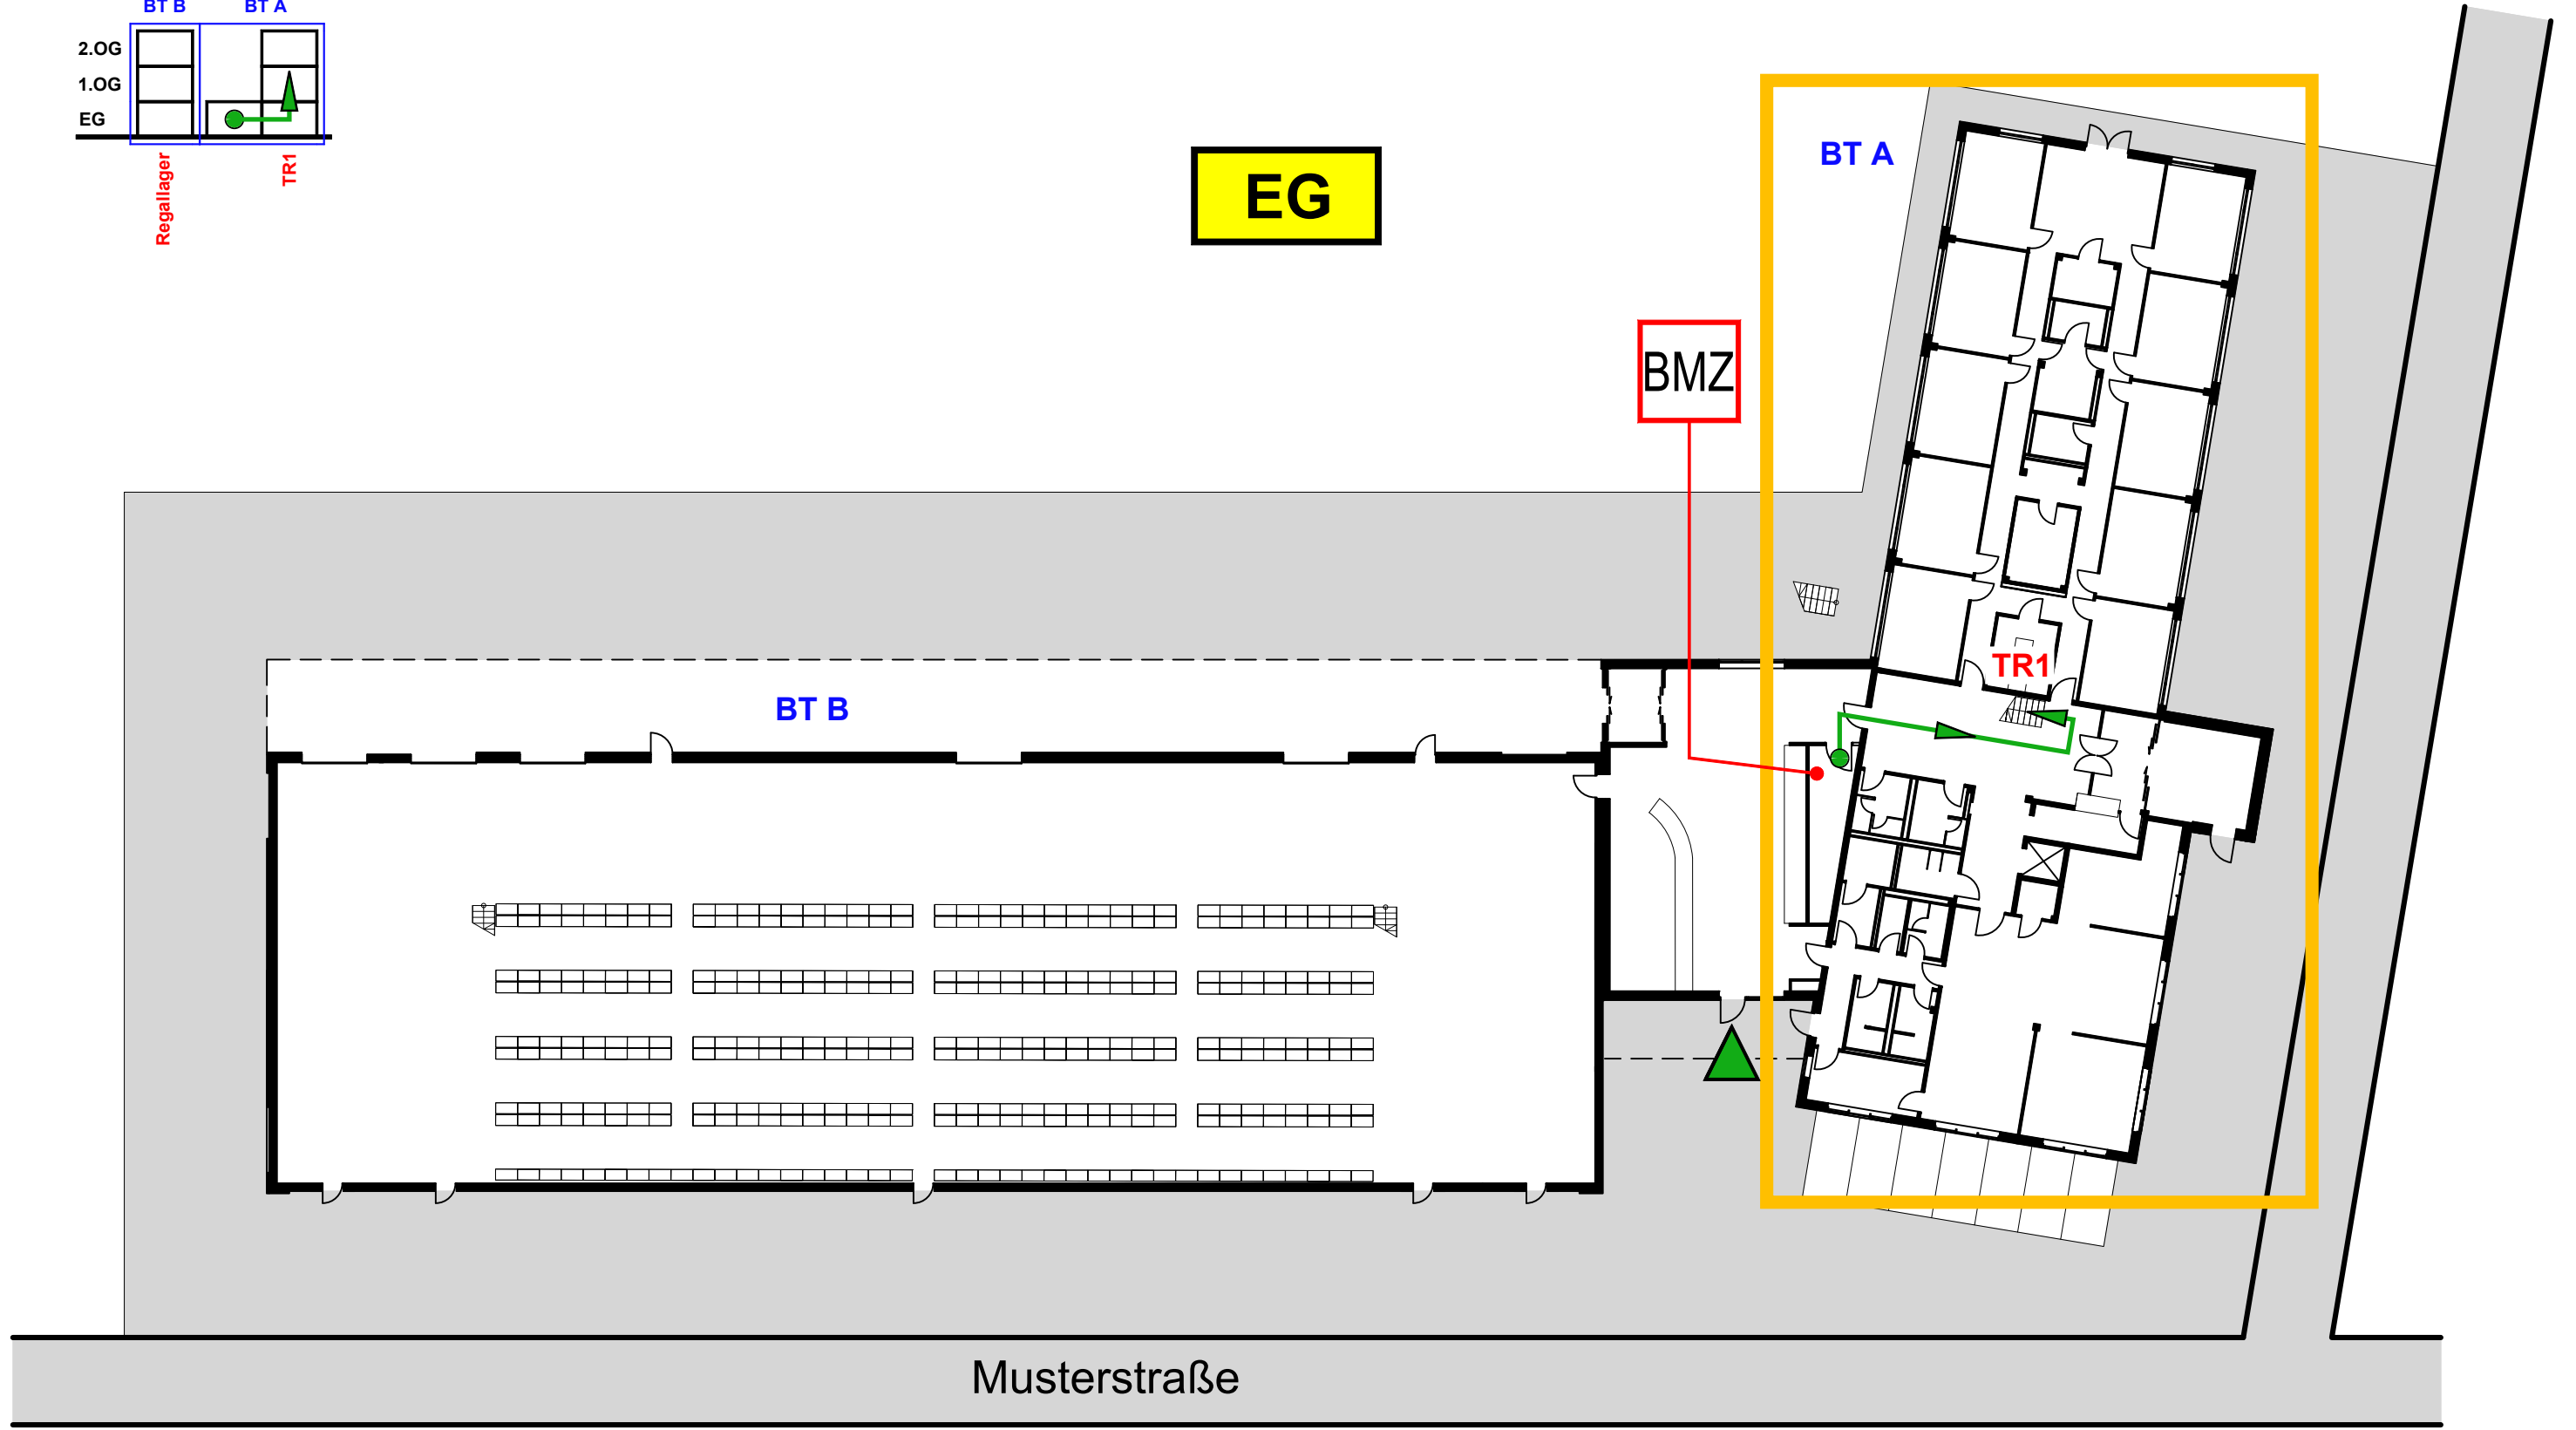 BT B
BT A
2.OG
1.OG
EG
Regallager
TR1
EG
BT A
BMZ
TR1
BT B
Musterstraße